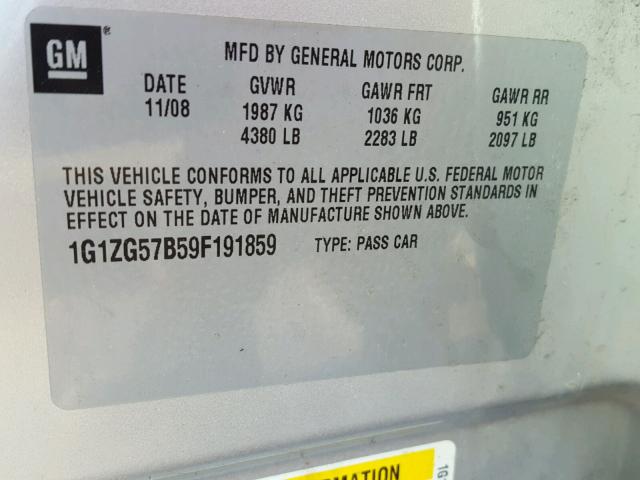 GM®
MFD BY GENERAL MOTORS CORP.
DATE GVWR GAWR FRT GAWR RR
11/08 1987 KG 1036 KG 951 KG
4380 LB 2283 LB 2097 LB
THIS VEHICLE CONFORMS TO ALL APPLICABLE U.S. FEDERAL MOTOR
VEHICLE SAFETY, BUMPER, AND THEFT PREVENTION STANDARDS IN
EFFECT ON THE DATE OF MANUFACTURE SHOWN ABOVE.
1G1ZG57B59F191859 TYPE: PASS CAR